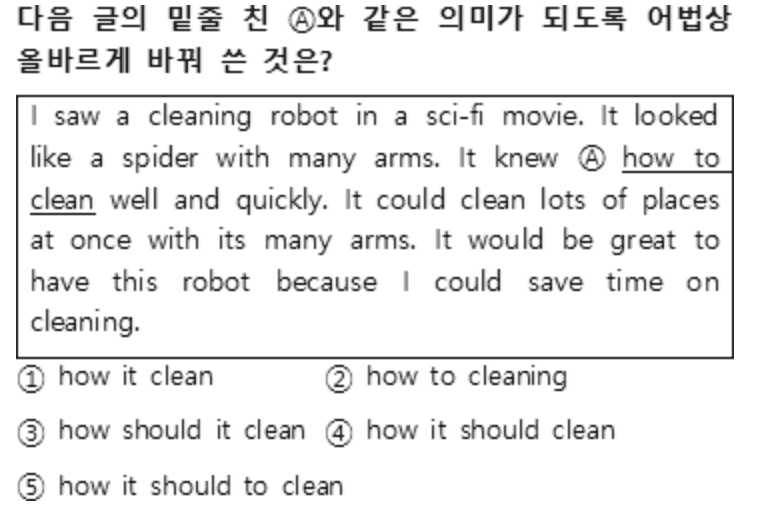 다음 글의 밑줄 친 Ⓐ와 같은 의미가 되도록 어법상
올바르게 바꿔 쓴 것은?
I saw a cleaning robot in a sci-fi movie. It looked
like a spider with many arms. It knew Ⓐ how to
clean well and quickly. It could clean lots of places
at once with its many arms. It would be great to
have this robot because I could save time on
cleaning.
① how it clean ② how to cleaning
③ how should it clean ④ how it should clean
⑤ how it should to clean